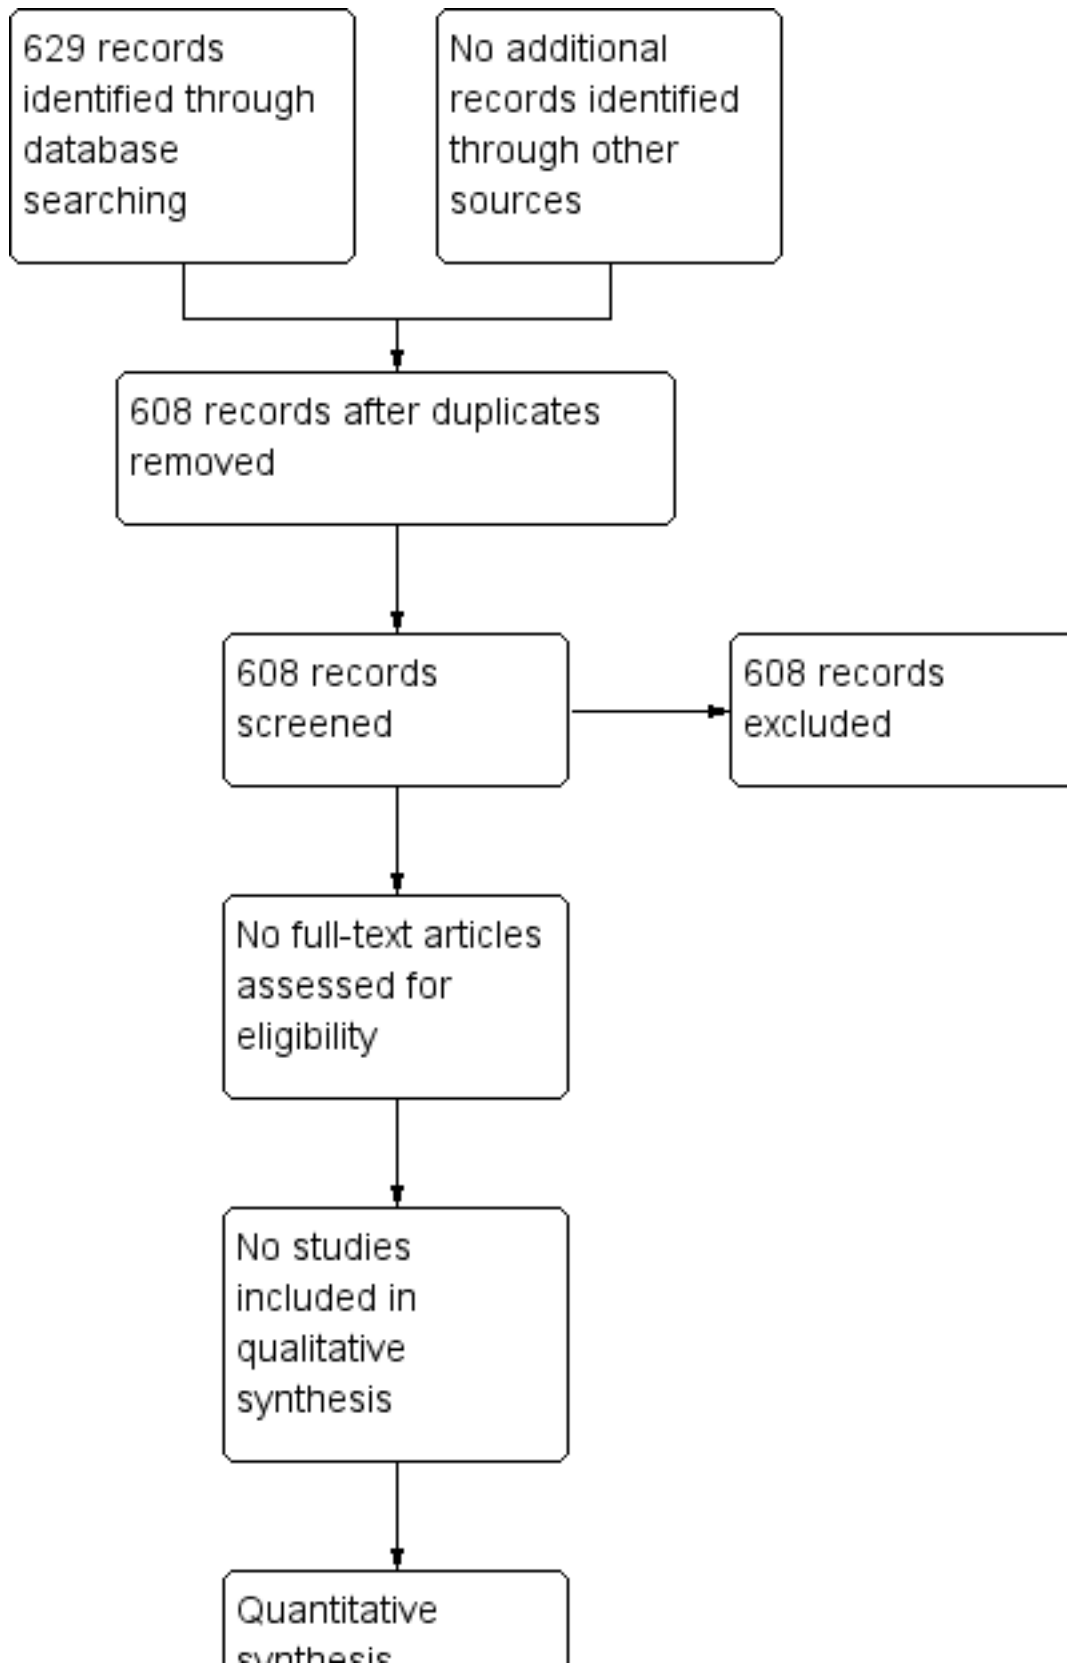 629 records
identified through
database
searching
No additional
records identified
through other
sources
608 records after duplicates
removed
608 records
screened
608 records
excluded
No full-text articles
assessed for
eligibility
No studies
included in
qualitative
synthesis
Quantitative
synthesis